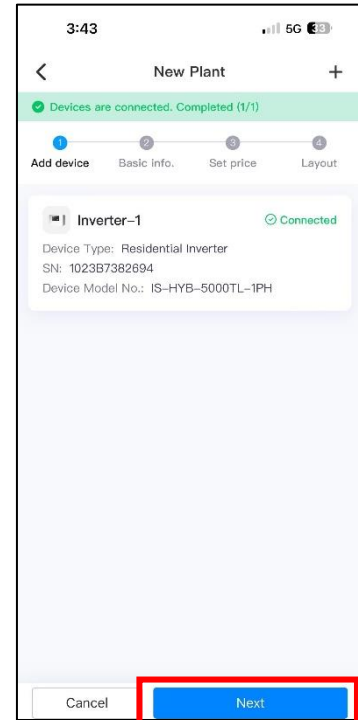 3:43 5G 33
New Plant +
Devices are connected. Completed (1/1)
1 2 3 4
Add device Basic info. Set price Layout
Inverter-1 Connected
Device Type: Residential Inverter
SN: 1023B7382694
Device Model No.: IS-HYB-5000TL-1PH
Cancel Next